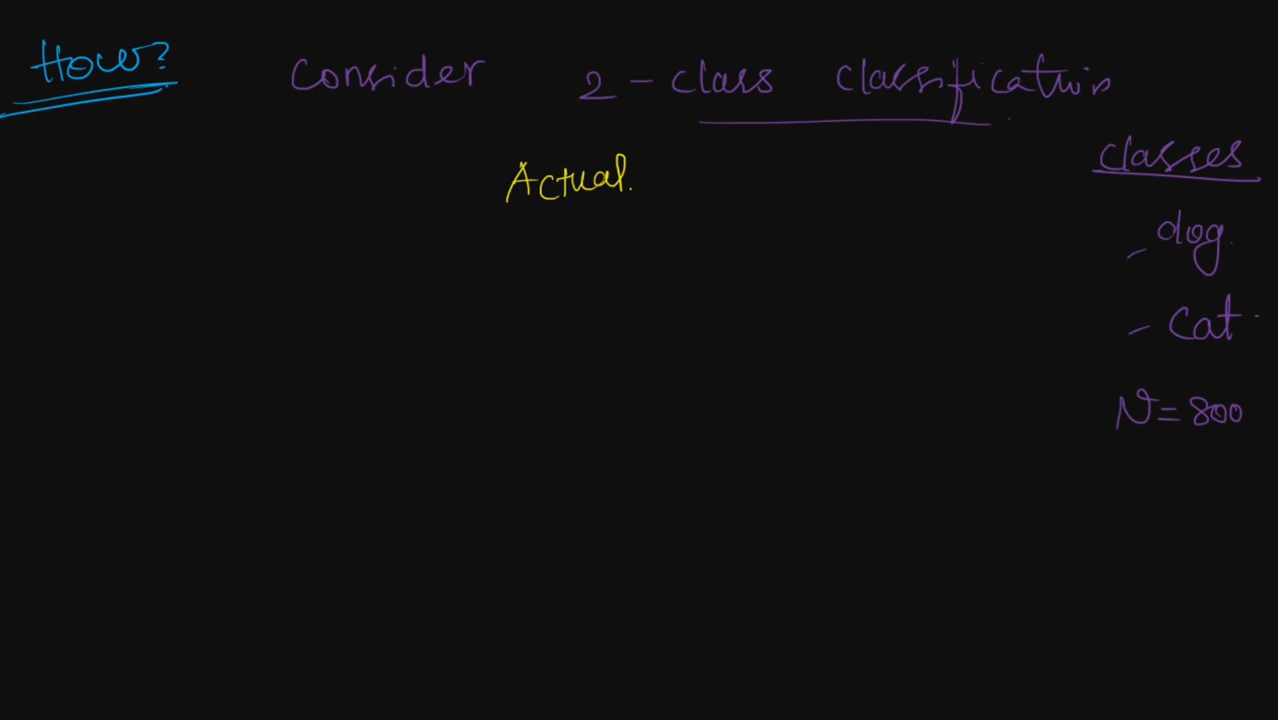 How? Consider 2 - class classification
Actual.
classes
- dog.
- Cat.
N = 800